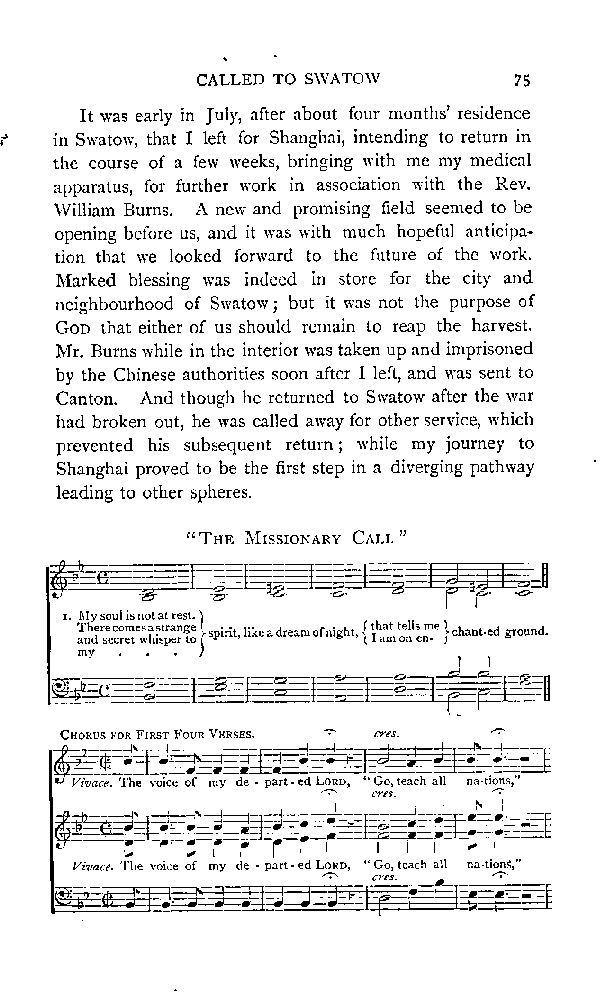 CALLED TO SWATOW 75
It was early in July, after about four months' residence
in Swatow, that I left for Shanghai, intending to return in
the course of a few weeks, bringing with me my medical
apparatus, for further work in association with the Rev.
William Burns. A new and promising field seemed to be
opening before us, and it was with much hopeful anticipa-
tion that we looked forward to the future of the work.
Marked blessing was indeed in store for the city and
neighbourhood of Swatow; but it was not the purpose of
GOD that either of us should remain to reap the harvest.
Mr. Burns while in the interior was taken up and imprisoned
by the Chinese authorities soon after I left, and was sent to
Canton. And though he returned to Swatow after the war
had broken out, he was called away for other service, which
prevented his subsequent return; while my journey to
Shanghai proved to be the first step in a diverging pathway
leading to other spheres.
"THE MISSIONARY CALL"
1. My soul is not at rest.
There comes a strange
and secret whisper to
my . . .
spirit, like a dream of night,
that tells me
I am on en-
chant-ed ground.
CHORUS FOR FIRST FOUR VERSES. cres.
Vivace. The voice of my de - part - ed LORD, "Go, teach all na-tions,"
cres.
Vivace. The voice of my de - part - ed LORD, "Go, teach all na-tions,"
cres.